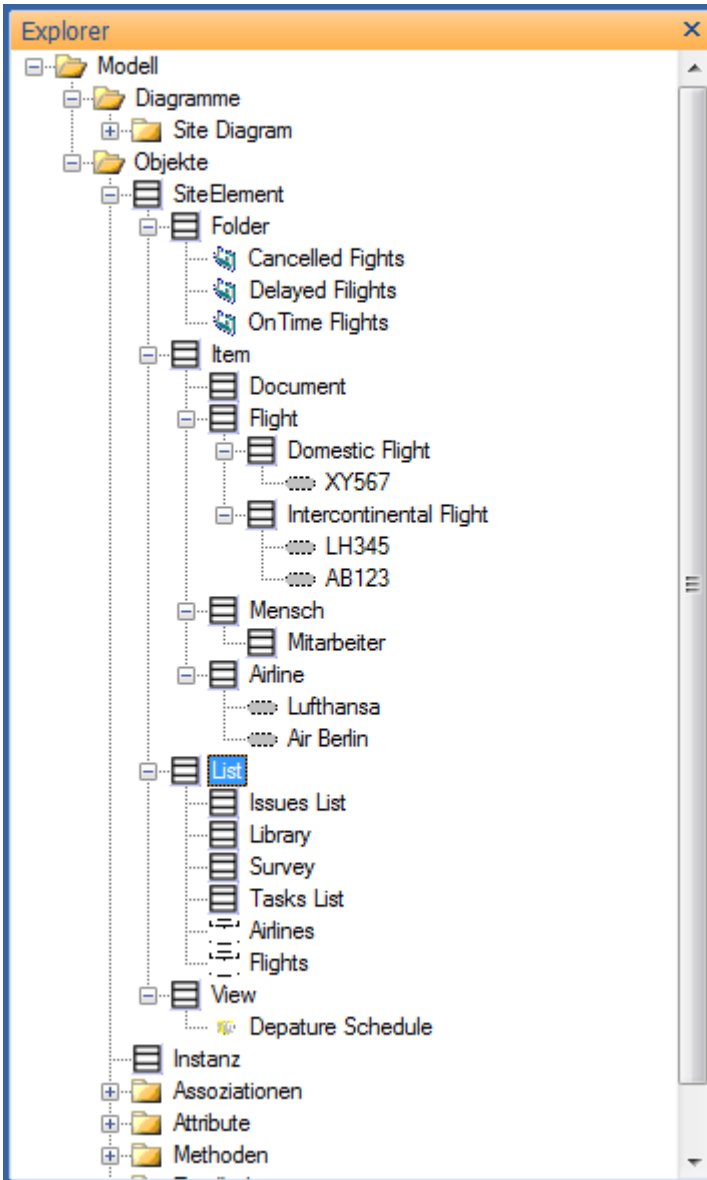 Explorer
Modell
Diagramme
Site Diagram
Objekte
SiteElement
Folder
Cancelled Fights
Delayed Filights
OnTime Flights
Item
Document
Flight
Domestic Flight
XY567
Intercontinental Flight
LH345
AB123
Mensch
Mitarbeiter
Airline
Lufthansa
Air Berlin
List
Issues List
Library
Survey
Tasks List
Airlines
Flights
View
Depature Schedule
Instanz
Assoziationen
Attribute
Methoden